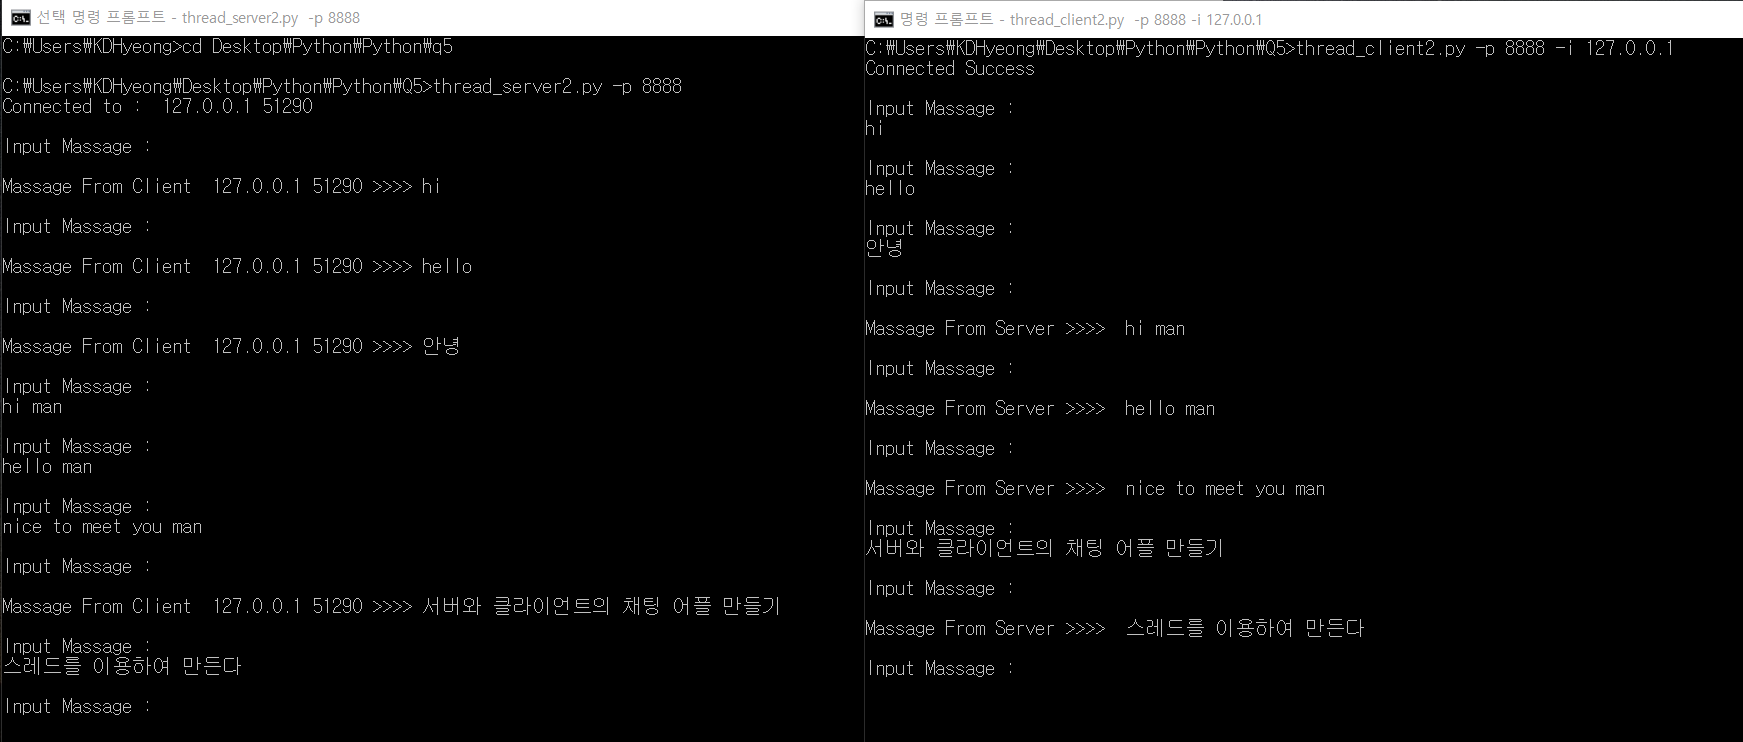 선택 명령 프롬프트 - thread_server2.py  -p 8888
C:\Users\KDHyeong>cd Desktop\Python\Python\q5
C:\Users\KDHyeong\Desktop\Python\Python\Q5>thread_server2.py -p 8888
Connected to :  127.0.0.1 51290
Input Massage :
Massage From Client  127.0.0.1 51290 >>>> hi
Input Massage :
Massage From Client  127.0.0.1 51290 >>>> hello
Input Massage :
Massage From Client  127.0.0.1 51290 >>>> 안녕
Input Massage :
hi man
Input Massage :
hello man
Input Massage :
nice to meet you man
Input Massage :
Massage From Client  127.0.0.1 51290 >>>> 서버와 클라이언트의 채팅 어플 만들기
Input Massage :
스레드를 이용하여 만든다
Input Massage :
명령 프롬프트 - thread_client2.py  -p 8888 -i 127.0.0.1
C:\Users\KDHyeong\Desktop\Python\Python\Q5>thread_client2.py -p 8888 -i 127.0.0.1
Connected Success
Input Massage :
hi
Input Massage :
hello
Input Massage :
안녕
Input Massage :
Massage From Server >>>>  hi man
Input Massage :
Massage From Server >>>>  hello man
Input Massage :
Massage From Server >>>>  nice to meet you man
Input Massage :
서버와 클라이언트의 채팅 어플 만들기
Input Massage :
Massage From Server >>>>  스레드를 이용하여 만든다
Input Massage :